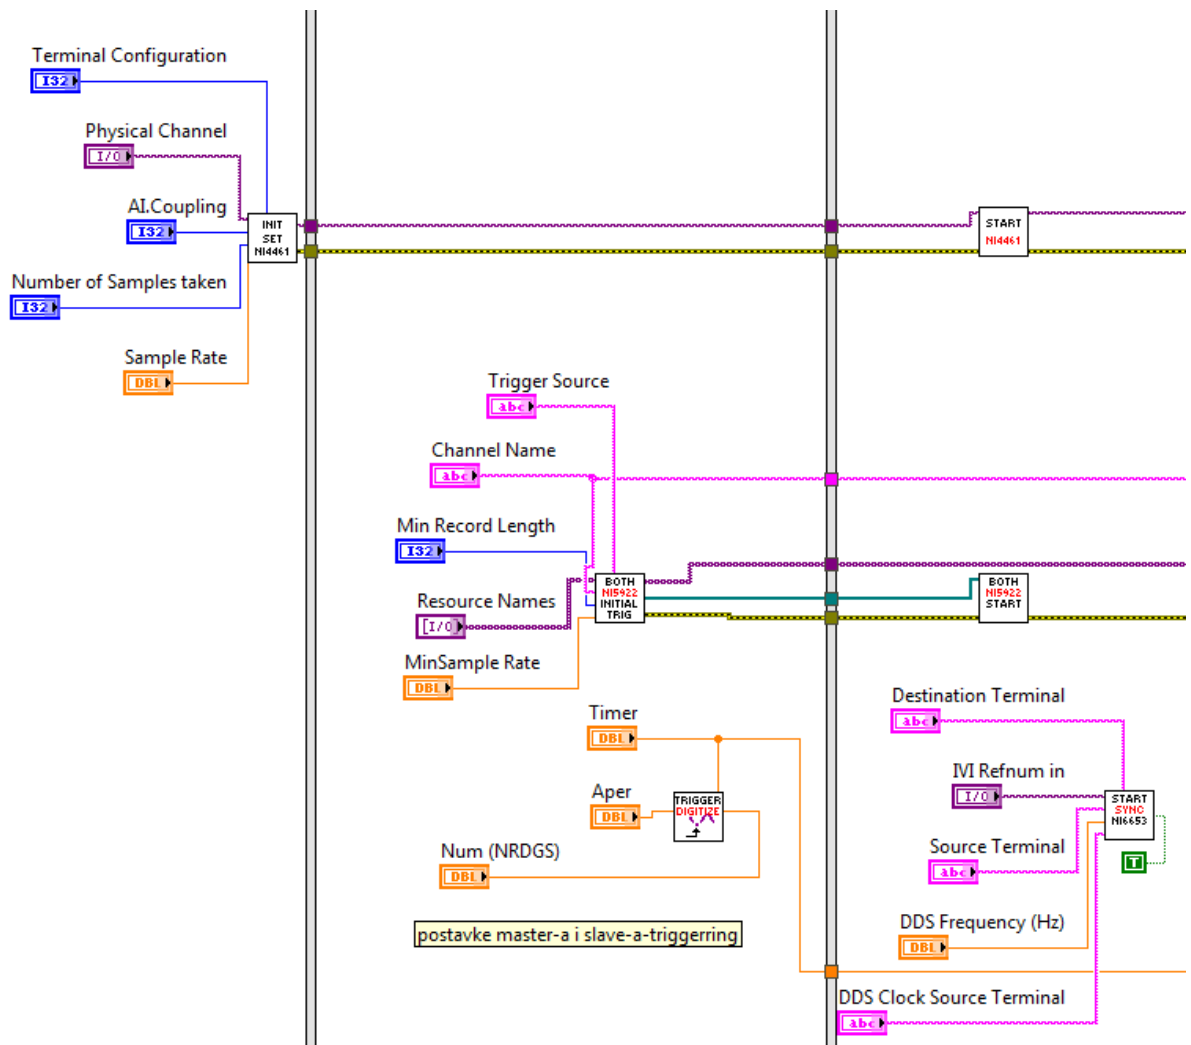 Terminal Configuration
I32
Physical Channel
I/O
AI.Coupling
I32
INIT
SET
NI4461
Number of Samples taken
I32
Sample Rate
DBL
START
NI4461
Trigger Source
abc
Channel Name
abc
Min Record Length
I32
Resource Names
[I/O]
MinSample Rate
DBL
BOTH
NI5922
INITIAL
TRIG
BOTH
NI5922
START
Timer
DBL
Aper
DBL
TRIGGER
DIGITIZE
Num (NRDGS)
DBL
postavke master-a i slave-a-triggerring
Destination Terminal
abc
IVI Refnum in
I/O
START
SYNC
NI6653
Source Terminal
abc
T
DDS Frequency (Hz)
DBL
DDS Clock Source Terminal
abc